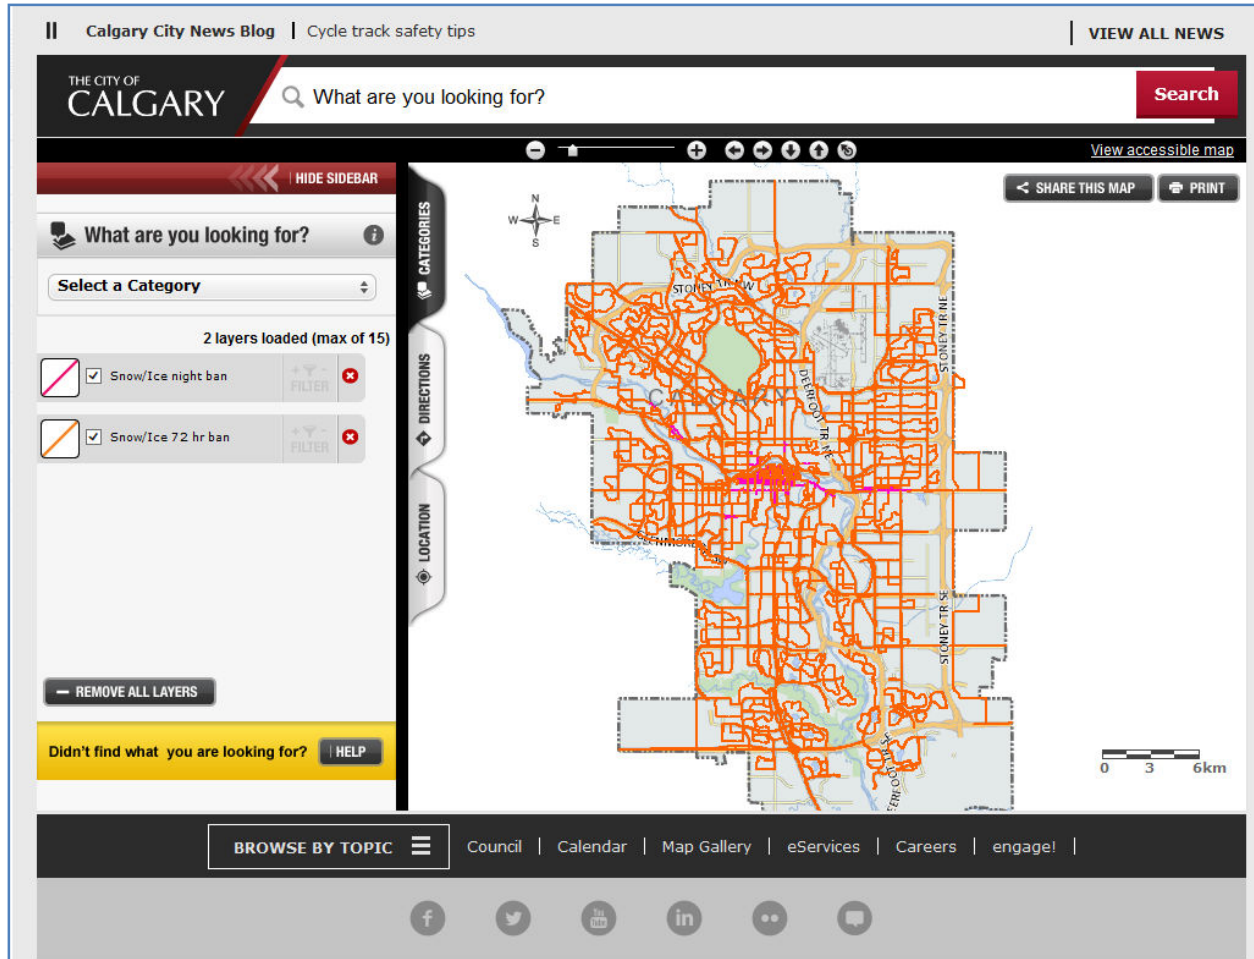 Calgary City News Blog | Cycle track safety tips
VIEW ALL NEWS
THE CITY OF
CALGARY
What are you looking for?
Search
View accessible map
HIDE SIDEBAR
What are you looking for?
Select a Category
2 layers loaded (max of 15)
Snow/Ice night ban
+ -
FILTER
Snow/Ice 72 hr ban
+ -
FILTER
REMOVE ALL LAYERS
Didn't find what you are looking for?
HELP
CATEGORIES
DIRECTIONS
LOCATION
N
W E
S
SHARE THIS MAP
PRINT
STONEY TR NW
STONEY TR NE
DEERFOOT TR NE
CALGARY
STONEY TR SE
0 3 6km
BROWSE BY TOPIC
Council | Calendar | Map Gallery | eServices | Careers | engage! |
f
You
Tube
in